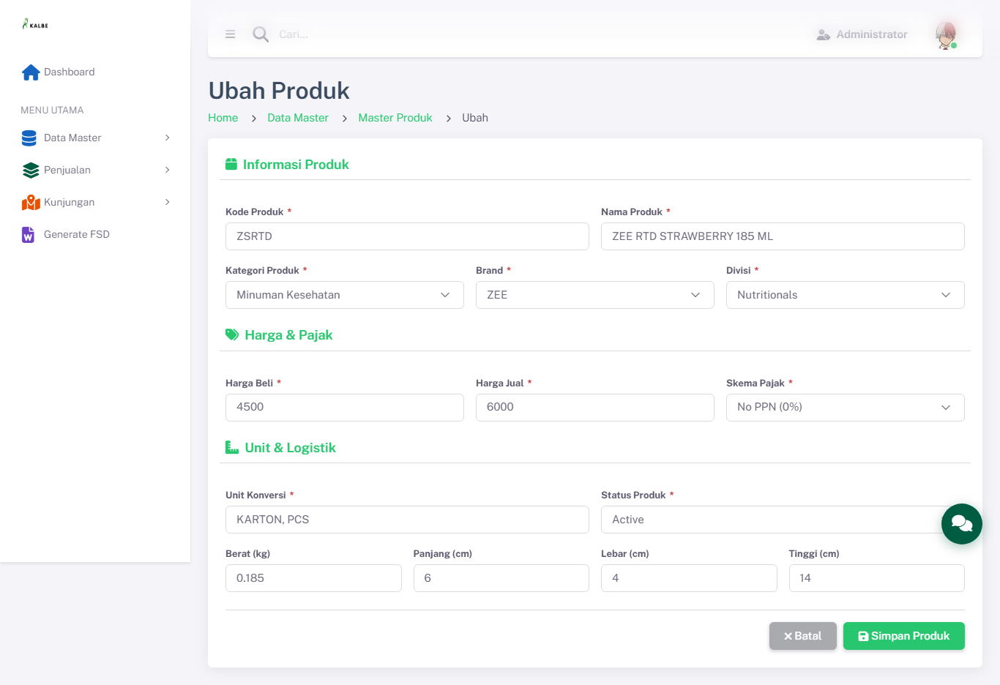 KALBE
Cari...
Administrator
Dashboard
MENU UTAMA
Data Master
Penjualan
Kunjungan
Generate FSD
Ubah Produk
Home > Data Master > Master Produk > Ubah
Informasi Produk
Kode Produk * Nama Produk *
ZSRTD ZEE RTD STRAWBERRY 185 ML
Kategori Produk * Brand * Divisi *
Minuman Kesehatan ZEE Nutritionals
Harga & Pajak
Harga Beli * Harga Jual * Skema Pajak *
4500 6000 No PPN (0%)
Unit & Logistik
Unit Konversi * Status Produk *
KARTON, PCS Active
Berat (kg) Panjang (cm) Lebar (cm) Tinggi (cm)
0.185 6 4 14
Batal Simpan Produk